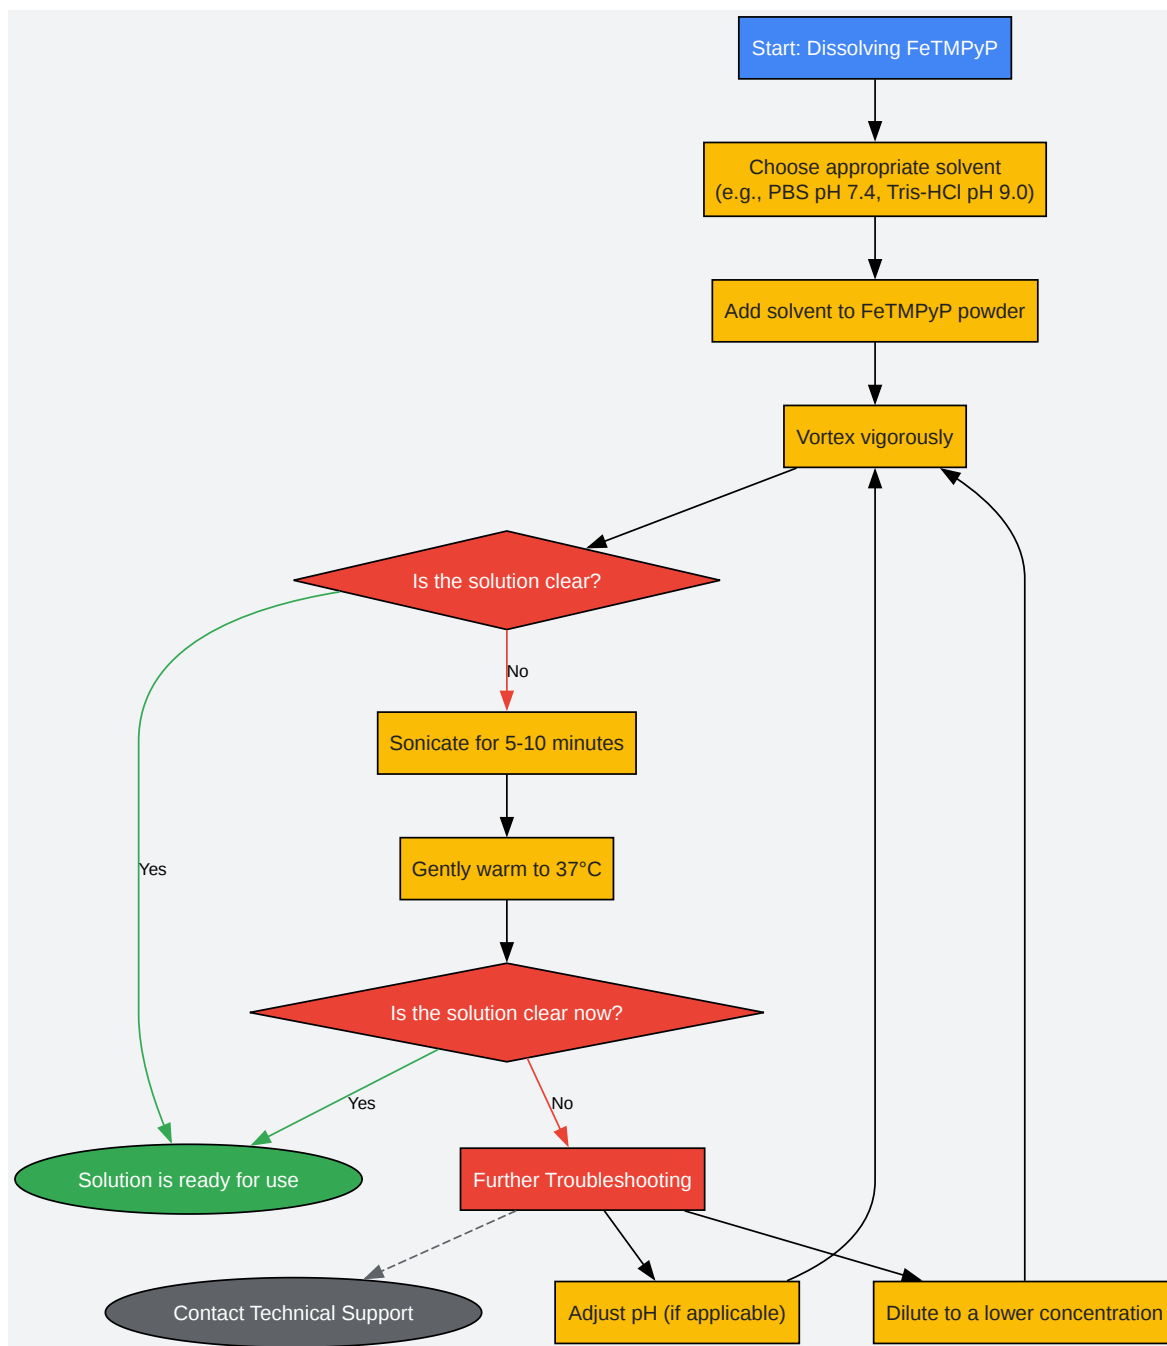 Start: Dissolving FeTMPyP
Choose appropriate solvent
(e.g., PBS pH 7.4, Tris-HCl pH 9.0)
Add solvent to FeTMPyP powder
Vortex vigorously
Is the solution clear?
No
Sonicate for 5-10 minutes
Gently warm to 37°C
Yes
Is the solution clear now?
Yes
No
Solution is ready for use
Further Troubleshooting
Contact Technical Support
Adjust pH (if applicable)
Dilute to a lower concentration